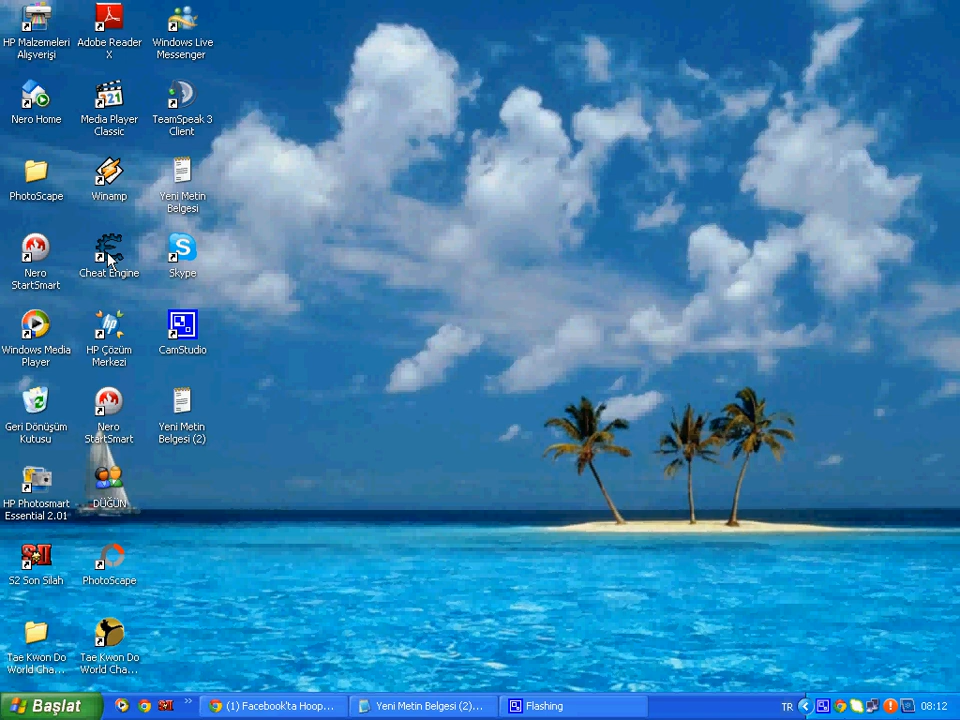 HP Malzemeleri
Alışverişi
Adobe Reader
X
Windows Live
Messenger
Nero Home
Media Player
Classic
TeamSpeak 3
Client
PhotoScape
Winamp
Yeni Metin
Belgesi
Nero
StartSmart
Cheat Engine
Skype
Windows Media
Player
HP Çözüm
Merkezi
CamStudio
Geri Dönüşüm
Kutusu
Nero
StartSmart
Yeni Metin
Belgesi (2)
HP Photosmart
Essential 2.01
DÜĞÜN
S2 Son Silah
PhotoScape
Tae Kwon Do
World Cha...
Tae Kwon Do
World Cha...
Başlat
(1) Facebook'ta Hoop...
Yeni Metin Belgesi (2)...
Flashing
TR
08:12